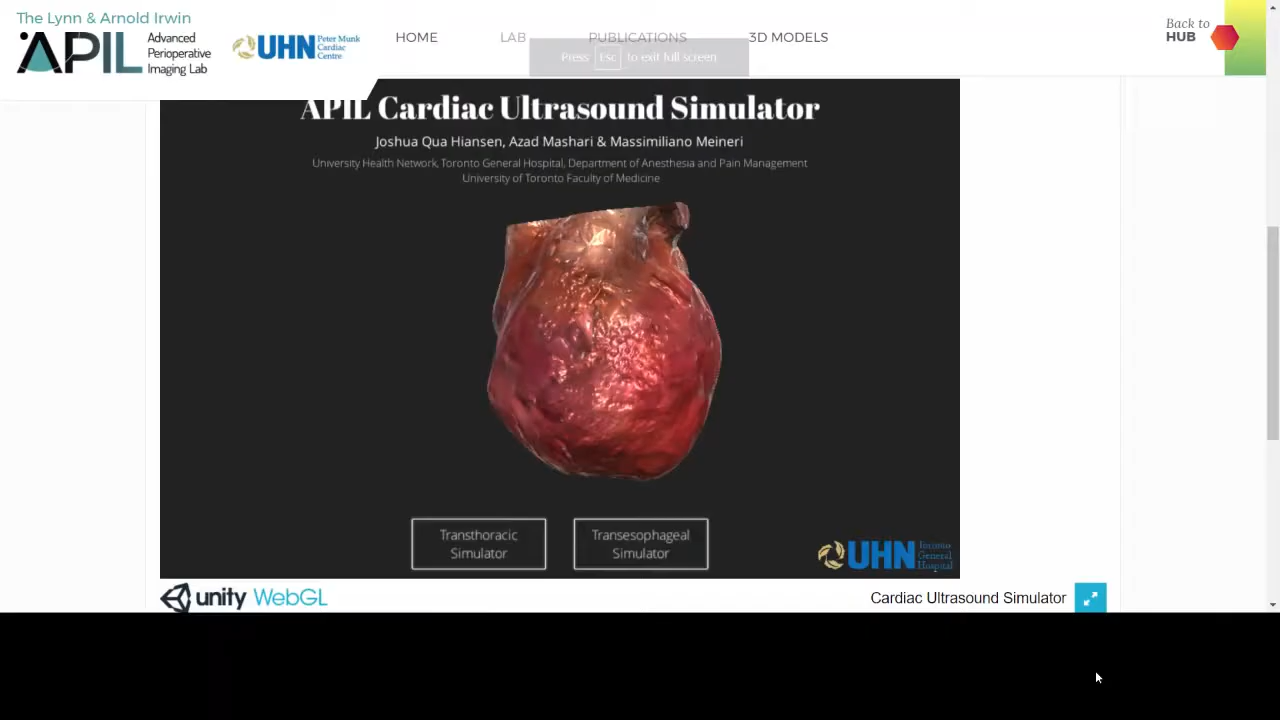 The Lynn & Arnold Irwin
APIL
Advanced
Perioperative
Imaging Lab
UHN
Peter Munk
Cardiac
Centre
HOME
LAB
PUBLICATIONS
3D MODELS
Back to
HUB
Press Esc to exit full screen
APIL Cardiac Ultrasound Simulator
Joshua Qua Hiansen, Azad Mashari & Massimiliano Meineri
University Health Network, Toronto General Hospital, Department of Anesthesia and Pain Management
University of Toronto Faculty of Medicine
Transthoracic
Simulator
Transesophageal
Simulator
UHN
Toronto
General
Hospital
unity WebGL
Cardiac Ultrasound Simulator